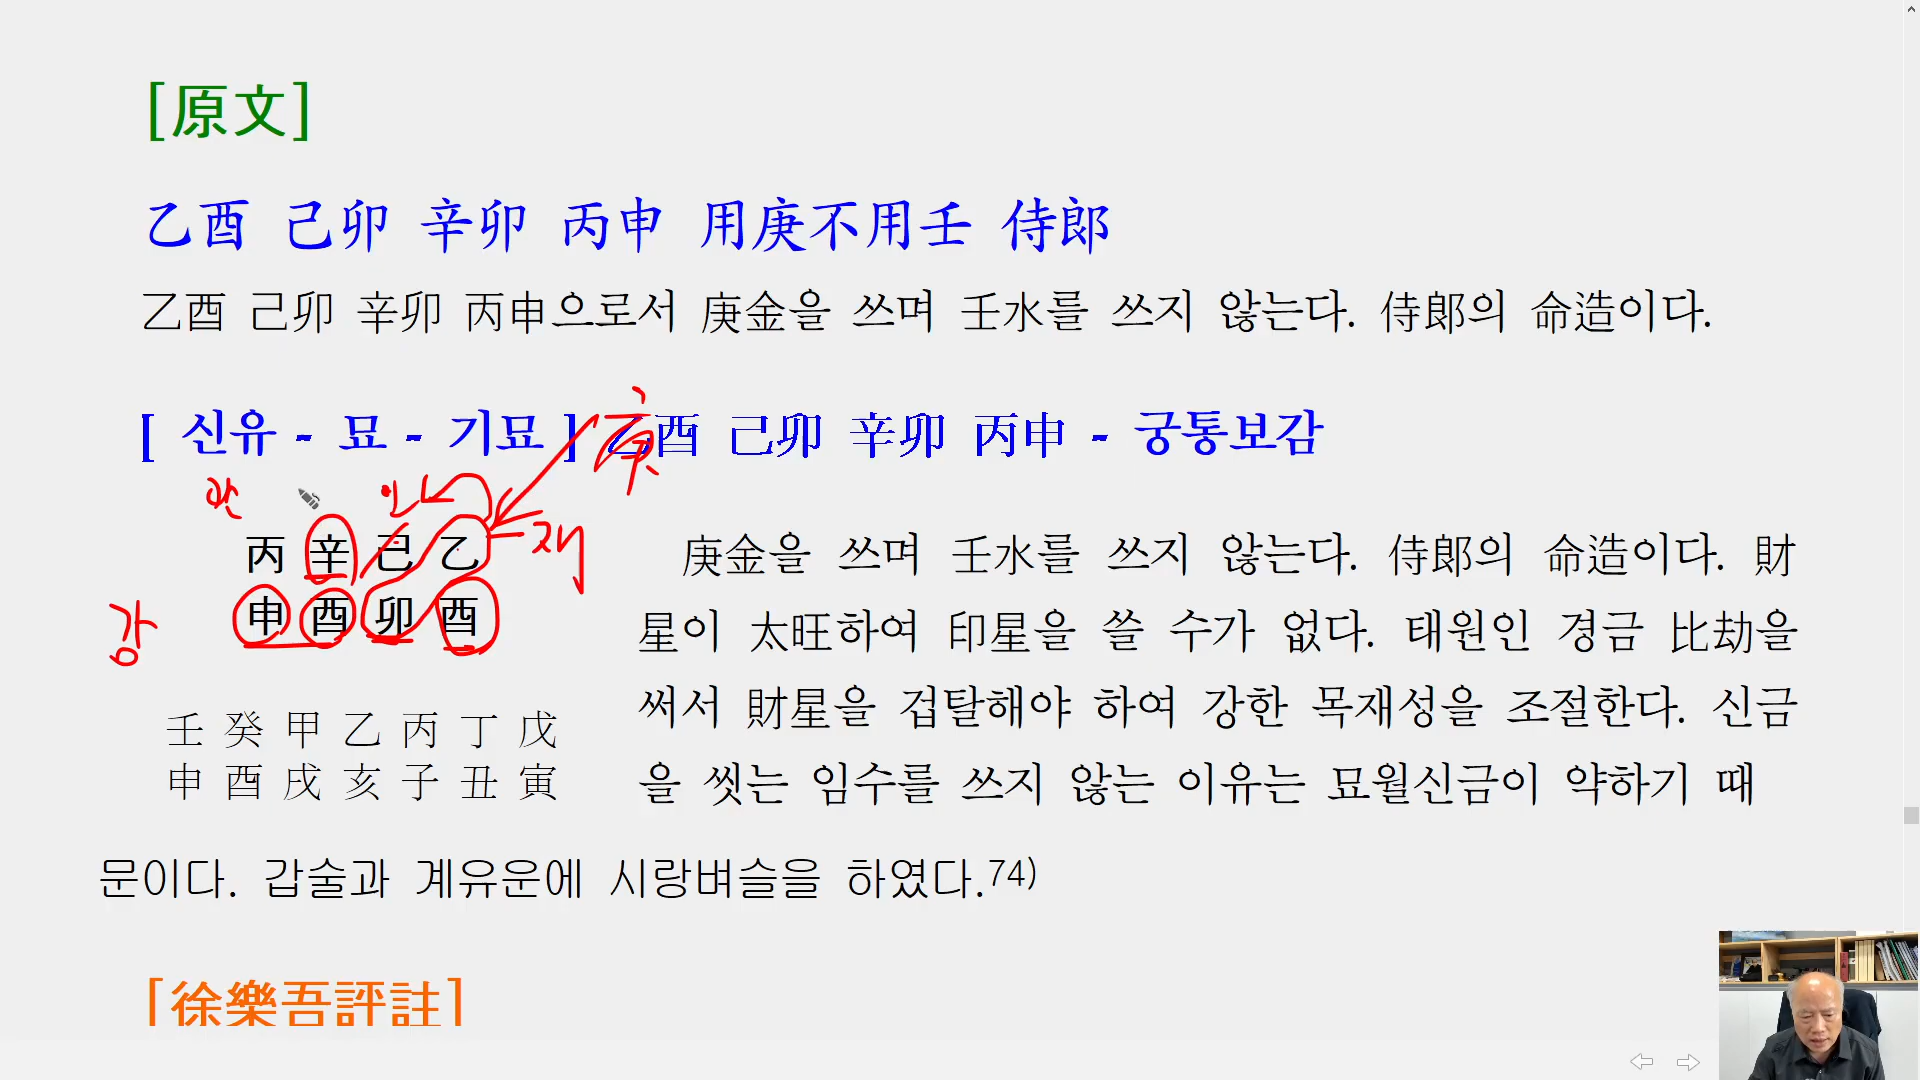 [原文]
乙酉 己卯 辛卯 丙申 用庚不用壬 侍郞
乙酉 己卯 辛卯 丙申으로서 庚金을 쓰며 壬水를 쓰지 않는다. 侍郞의 命造이다.
[ 신유 - 묘 - 기묘 ] 乙酉 己卯 辛卯 丙申 - 궁통보감
庚
관 인
재
丙 辛 己 乙
申 酉 卯 酉
강
壬 癸 甲 乙 丙 丁 戊
申 酉 戌 亥 子 丑 寅
庚金을 쓰며 壬水를 쓰지 않는다. 侍郞의 命造이다. 財
星이 太旺하여 印星을 쓸 수가 없다. 태원인 경금 比劫을
써서 財星을 겁탈해야 하여 강한 목재성을 조절한다. 신금
을 씻는 임수를 쓰지 않는 이유는 묘월신금이 약하기 때
문이다. 갑술과 계유운에 시랑벼슬을 하였다.74)
[徐樂吾評註]